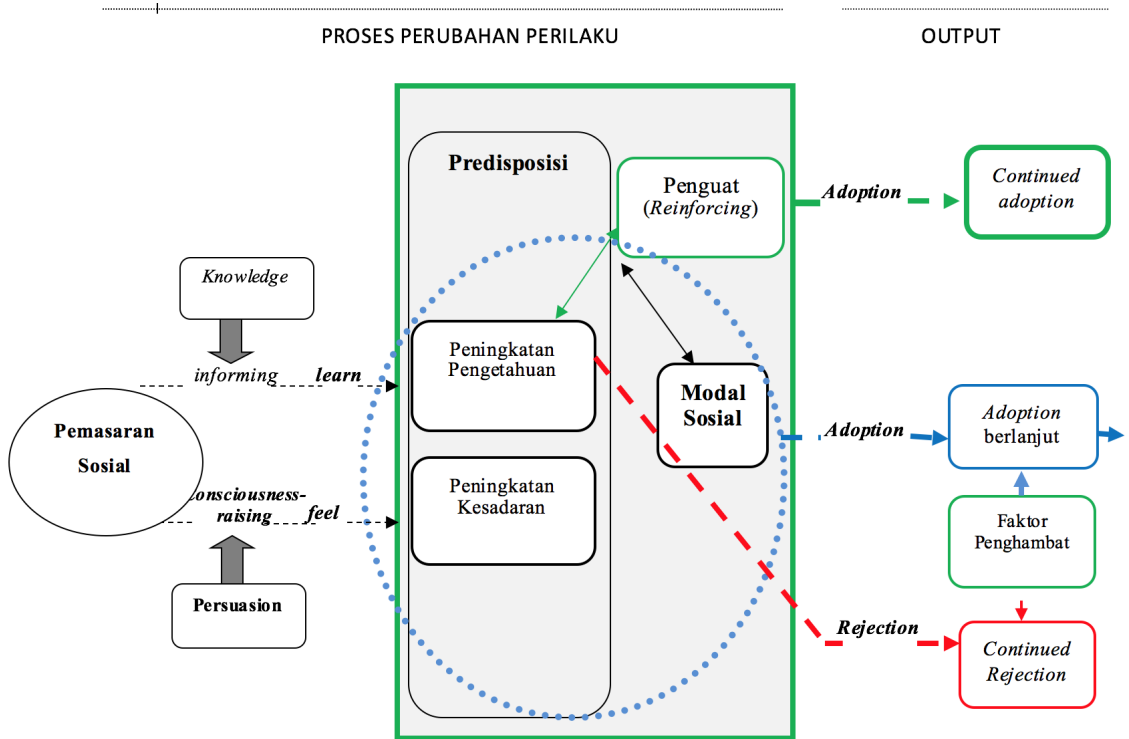 PROSES PERUBAHAN PERILAKU
OUTPUT
Predisposisi
Penguat
(Reinforcing)
Adoption
Continued
adoption
Knowledge
informing
learn
Peningkatan
Pengetahuan
Modal
Sosial
Pemasaran
Sosial
Adoption
Adoption
berlanjut
onsciousness-
raising
feel
Peningkatan
Kesadaran
Faktor
Penghambat
Persuasion
Rejection
Continued
Rejection